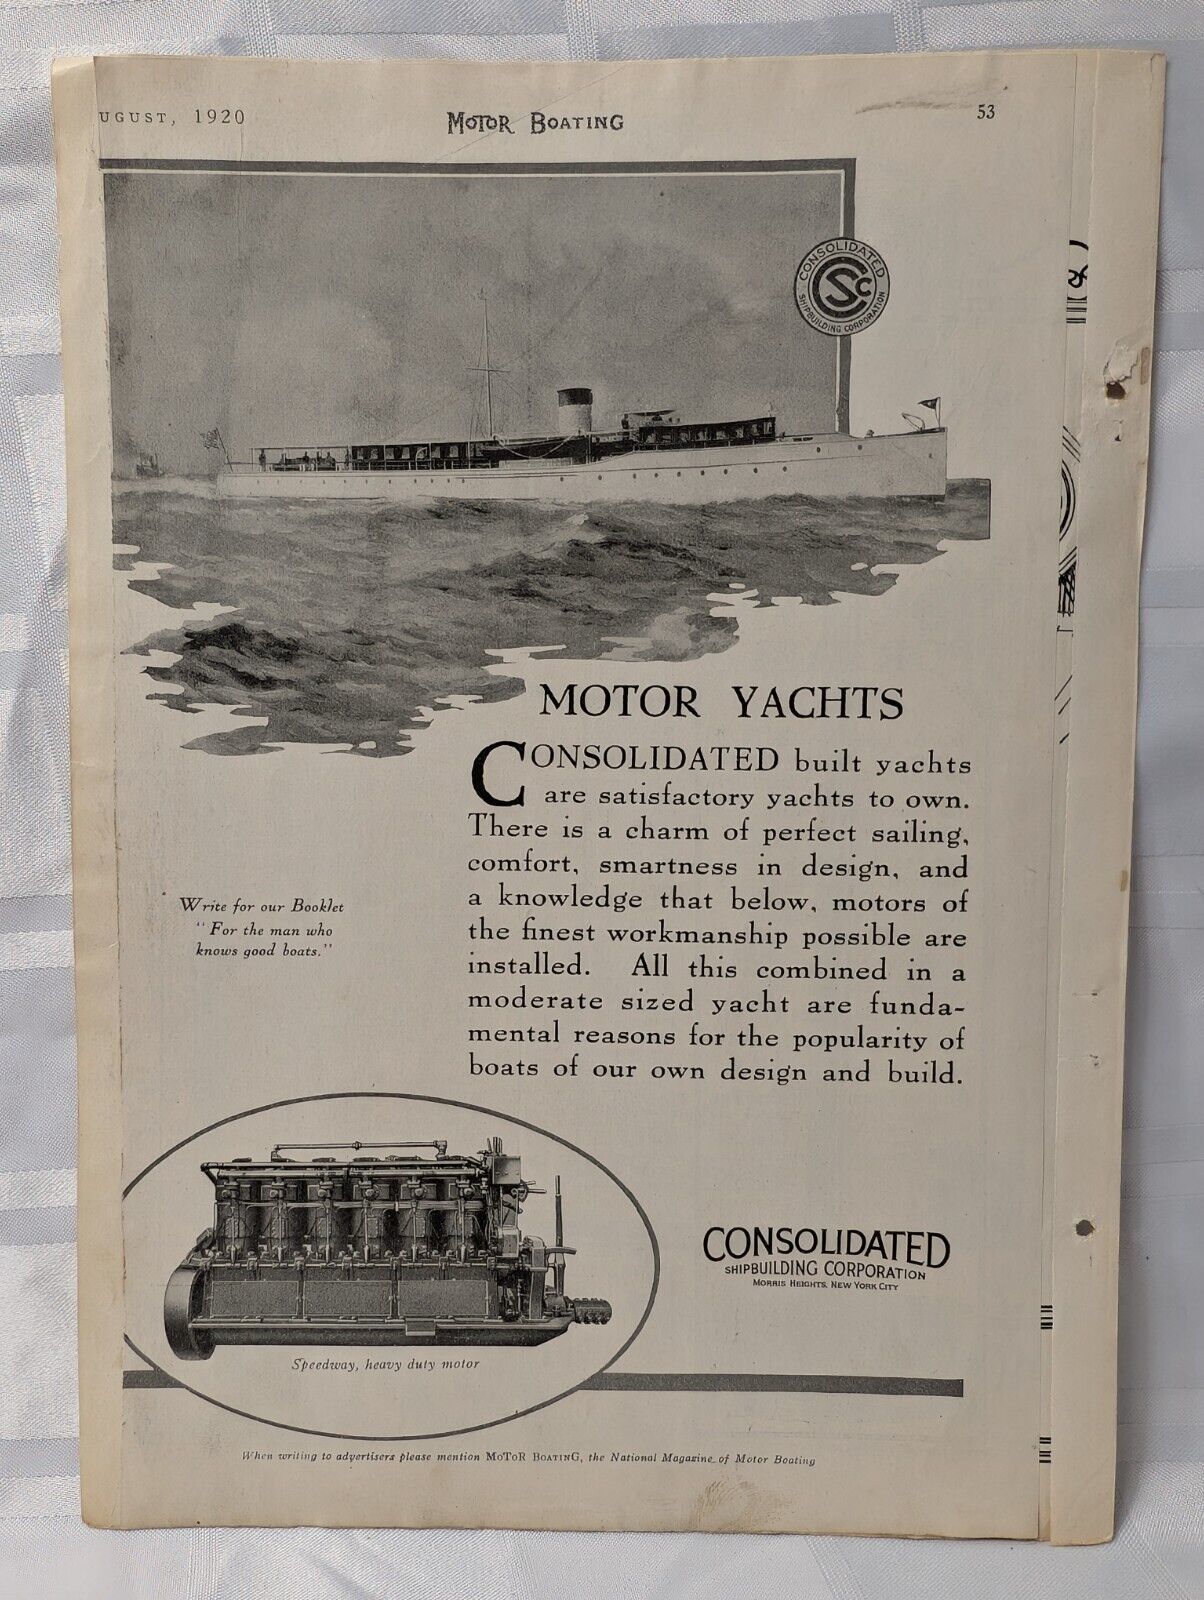 UGUST, 1920
MOTOR BOATING
53
CONSOLIDATED
CSC
SHIPBUILDING CORPORATION
MOTOR YACHTS
CONSOLIDATED built yachts
are satisfactory yachts to own.
There is a charm of perfect sailing,
comfort, smartness in design, and
a knowledge that below, motors of
the finest workmanship possible are
installed. All this combined in a
moderate sized yacht are funda-
mental reasons for the popularity of
boats of our own design and build.
Write for our Booklet
"For the man who
knows good boats."
Speedway, heavy duty motor
CONSOLIDATED
SHIPBUILDING CORPORATION
MORRIS HEIGHTS, NEW YORK CITY
When writing to advertisers please mention MOTOR BOATING, the National Magazine of Motor Boating